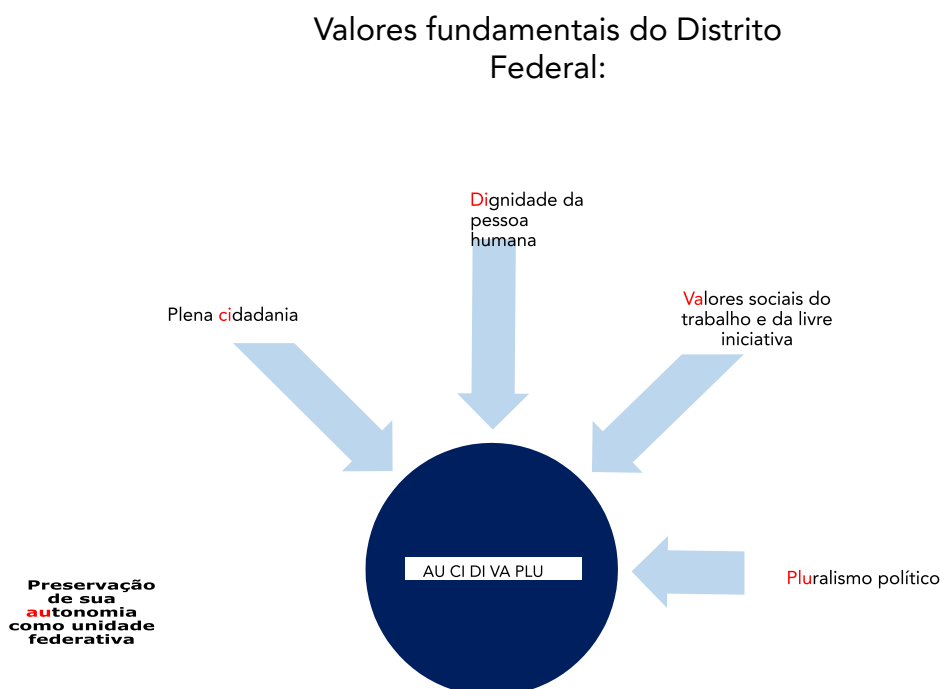 Valores fundamentais do Distrito
Federal:
Dignidade da
pessoa
humana
Plena cidadania
Valores sociais do
trabalho e da livre
iniciativa
AU CI DI VA PLU
Pluralismo político
Preservação
de sua
autonomia
como unidade
federativa